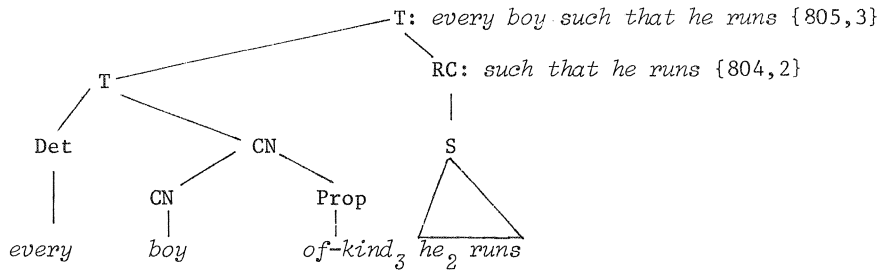 T: every boy such that he runs {805,3}
RC: such that he runs {804,2}
T
Det CN S
CN Prop
every boy of-kind₃ he₂ runs